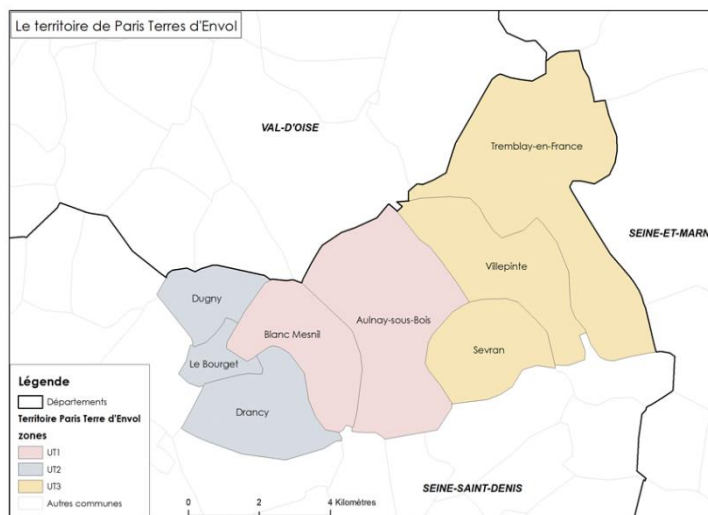 Le territoire de Paris Terres d'Envol
VAL-D'OISE
Tremblay-en-France
SEINE-ET-MARN
Villepinte
Dugny
Aulnay-sous-Bois
Blanc Mesnil
Sevran
Le Bourget
Drancy
Légende
Départements
Territoire Paris Terre d'Envol
zones
UT1
UT2
UT3
Autres communes
SEINE-SAINT-DENIS
0 2 4 Kilomètres